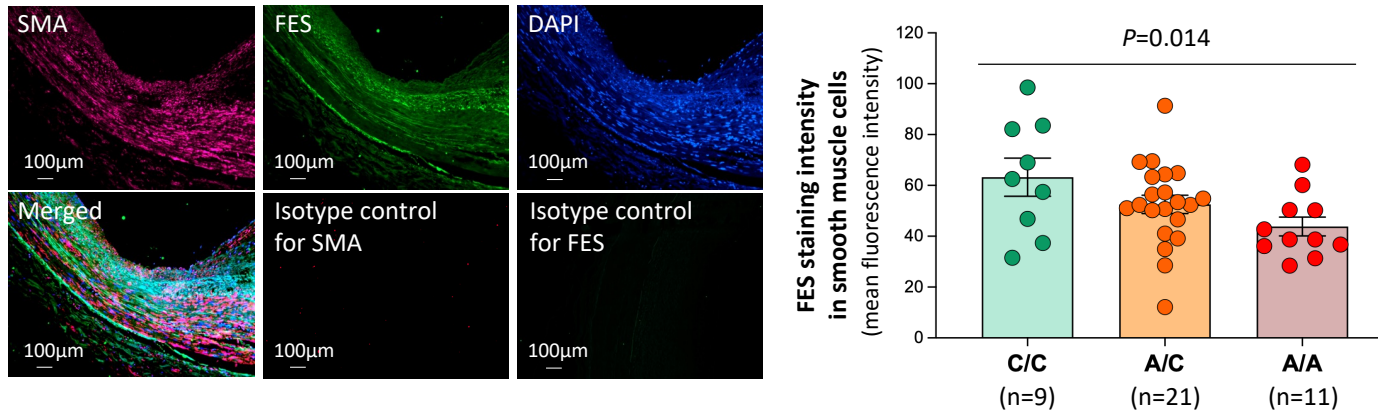 SMA
100µm
FES
100µm
DAPI
100µm
Merged
100µm
Isotype control
for SMA
100µm
Isotype control
for FES
100µm
FES staining intensity
in smooth muscle cells
(mean fluorescence intensity)
120
100
80
60
40
20
0
P=0.014
C/C
(n=9)
A/C
(n=21)
A/A
(n=11)